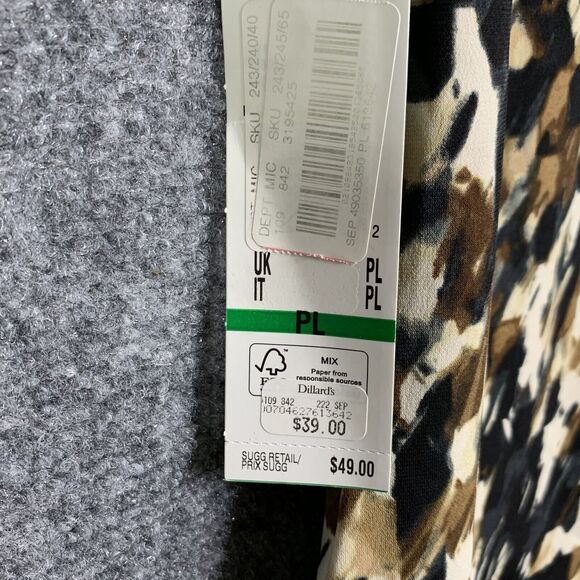 DEPT MIC SKU 243/245/65
109 842 3195425
SEP 49035350 PL
SKU 243/240/40
2
UK PL
IT PL
PL
MIX
Paper from
responsible sources
Dillard's
222 SEP
$39.00
SUGG RETAIL/
PRIX SUGG $49.00